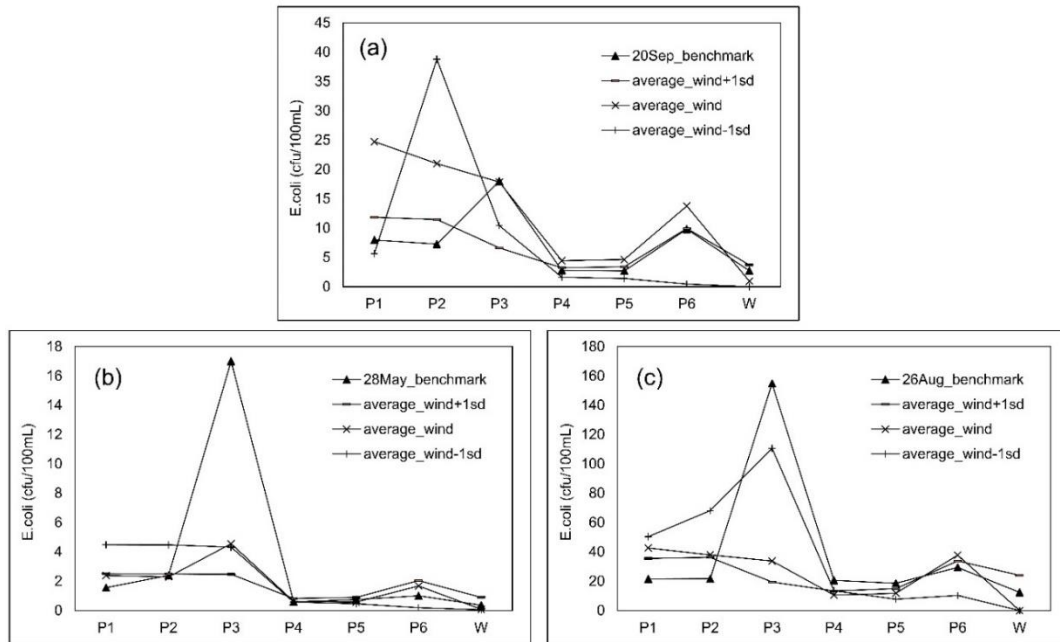 45
40
35
30
25
20
15
10
5
0
E.coli (cfu/100mL)
(a)
20Sep_benchmark
average_wind+1sd
average_wind
average_wind-1sd
P1 P2 P3 P4 P5 P6 W
18
16
14
12
10
8
6
4
2
0
E.coli (cfu/100mL)
(b)
28May_benchmark
average_wind+1sd
average_wind
average_wind-1sd
P1 P2 P3 P4 P5 P6 W
180
160
140
120
100
80
60
40
20
0
E.coli (cfu/100mL)
(c)
26Aug_benchmark
average_wind+1sd
average_wind
average_wind-1sd
P1 P2 P3 P4 P5 P6 W